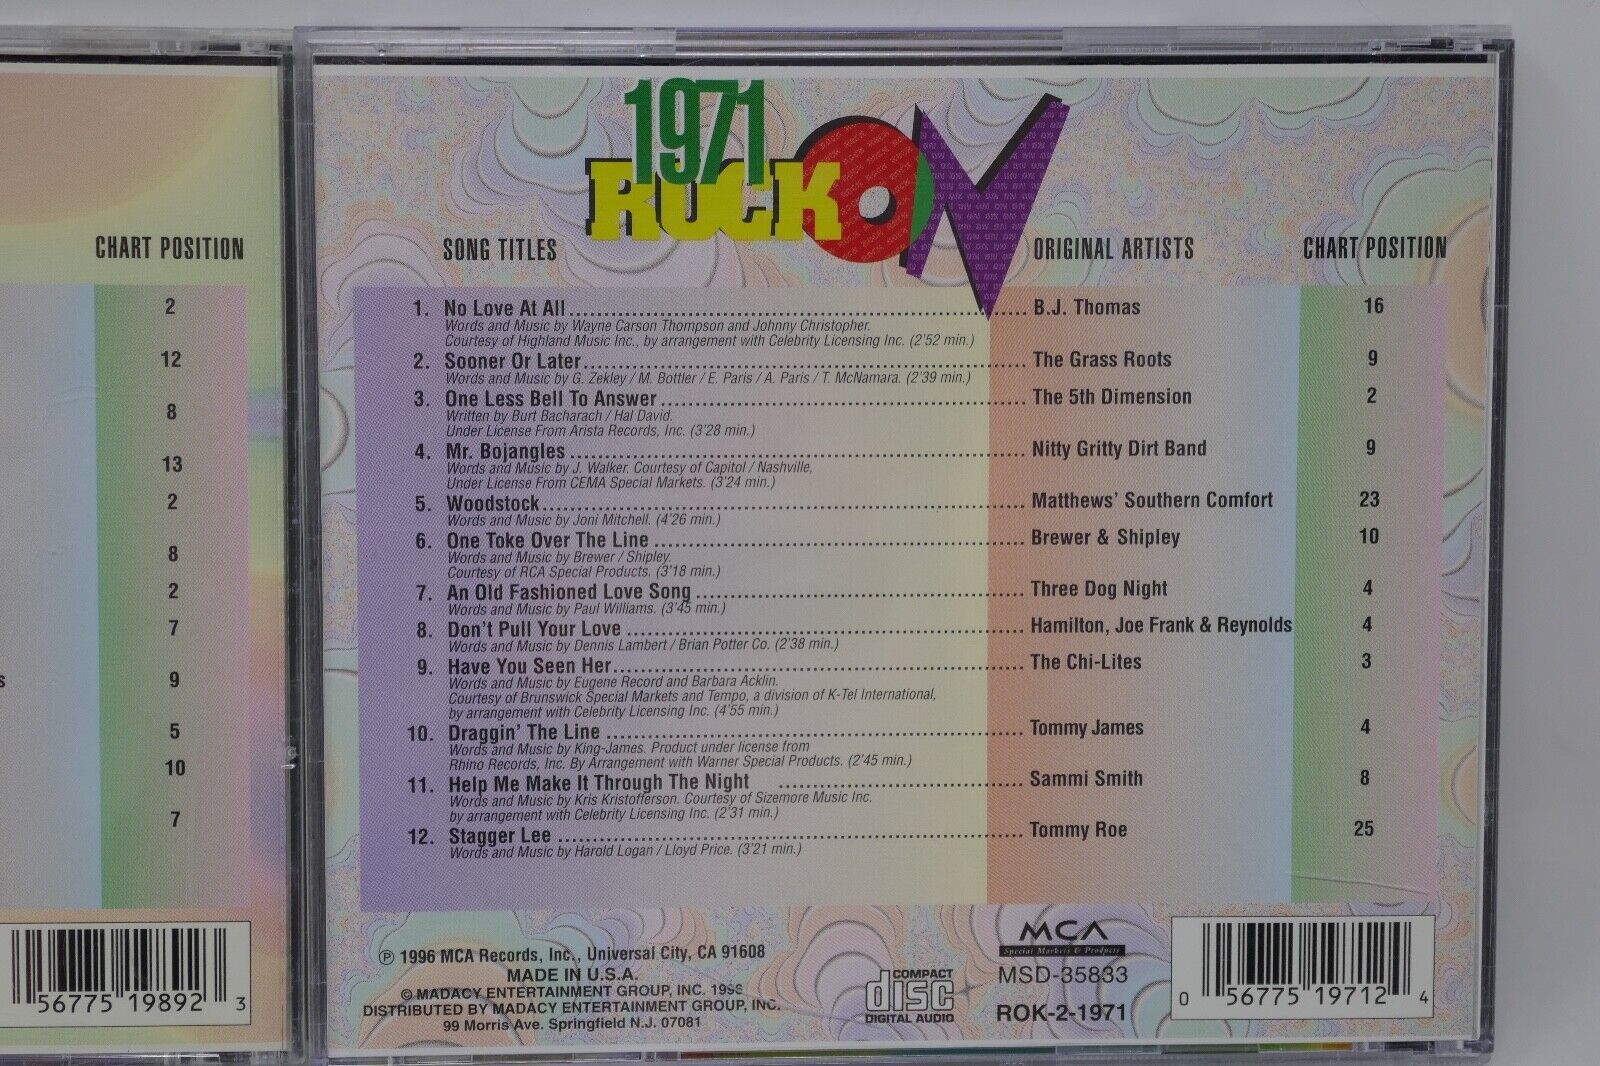 CHART POSITION
2
12
8
13
2
8
2
7
s
9
5
10
7
56775 19892 3
1971
ROCK ON
SONG TITLES ORIGINAL ARTISTS CHART POSITION
1. No Love At All B.J. Thomas 16
Words and Music by Wayne Carson Thompson and Johnny Christopher.
Courtesy of Highland Music Inc., by arrangement with Celebrity Licensing Inc. (2'52 min.)
2. Sooner Or Later The Grass Roots 9
Words and Music by G. Zekley / M. Bottler / E. Paris / A. Paris / T. McNamara. (2'39 min.)
3. One Less Bell To Answer The 5th Dimension 2
Written by Burt Bacharach / Hal David.
Under License From Arista Records, Inc. (3'28 min.)
4. Mr. Bojangles Nitty Gritty Dirt Band 9
Words and Music by J. Walker. Courtesy of Capitol / Nashville,
Under License From CEMA Special Markets. (3'24 min.)
5. Woodstock Matthews' Southern Comfort 23
Words and Music by Joni Mitchell. (4'26 min.)
6. One Toke Over The Line Brewer & Shipley 10
Words and Music by Brewer / Shipley.
Courtesy of RCA Special Products. (3'18 min.)
7. An Old Fashioned Love Song Three Dog Night 4
Words and Music by Paul Williams. (3'45 min.)
8. Don't Pull Your Love Hamilton, Joe Frank & Reynolds 4
Words and Music by Dennis Lambert / Brian Potter Co. (2'38 min.)
9. Have You Seen Her The Chi-Lites 3
Words and Music by Eugene Record and Barbara Acklin.
Courtesy of Brunswick Special Markets and Tempo, a division of K-Tel International,
by arrangement with Celebrity Licensing Inc. (4'55 min.)
10. Draggin' The Line Tommy James 4
Words and Music by King-James. Product under license from
Rhino Records, Inc. By Arrangement with Warner Special Products. (2'45 min.)
11. Help Me Make It Through The Night Sammi Smith 8
Words and Music by Kris Kristofferson. Courtesy of Sizemore Music Inc.
by arrangement with Celebrity Licensing Inc. (2'31 min.)
12. Stagger Lee Tommy Roe 25
Words and Music by Harold Logan / Lloyd Price. (3'21 min.)
℗ 1996 MCA Records, Inc., Universal City, CA 91608
MADE IN U.S.A.
© MADACY ENTERTAINMENT GROUP, INC. 1996
DISTRIBUTED BY MADACY ENTERTAINMENT GROUP, INC.
99 Morris Ave. Springfield N.J. 07081
COMPACT
disc
DIGITAL AUDIO
MCA
Special Markets & Products
MSD-35833
ROK-2-1971
0 56775 19712 4